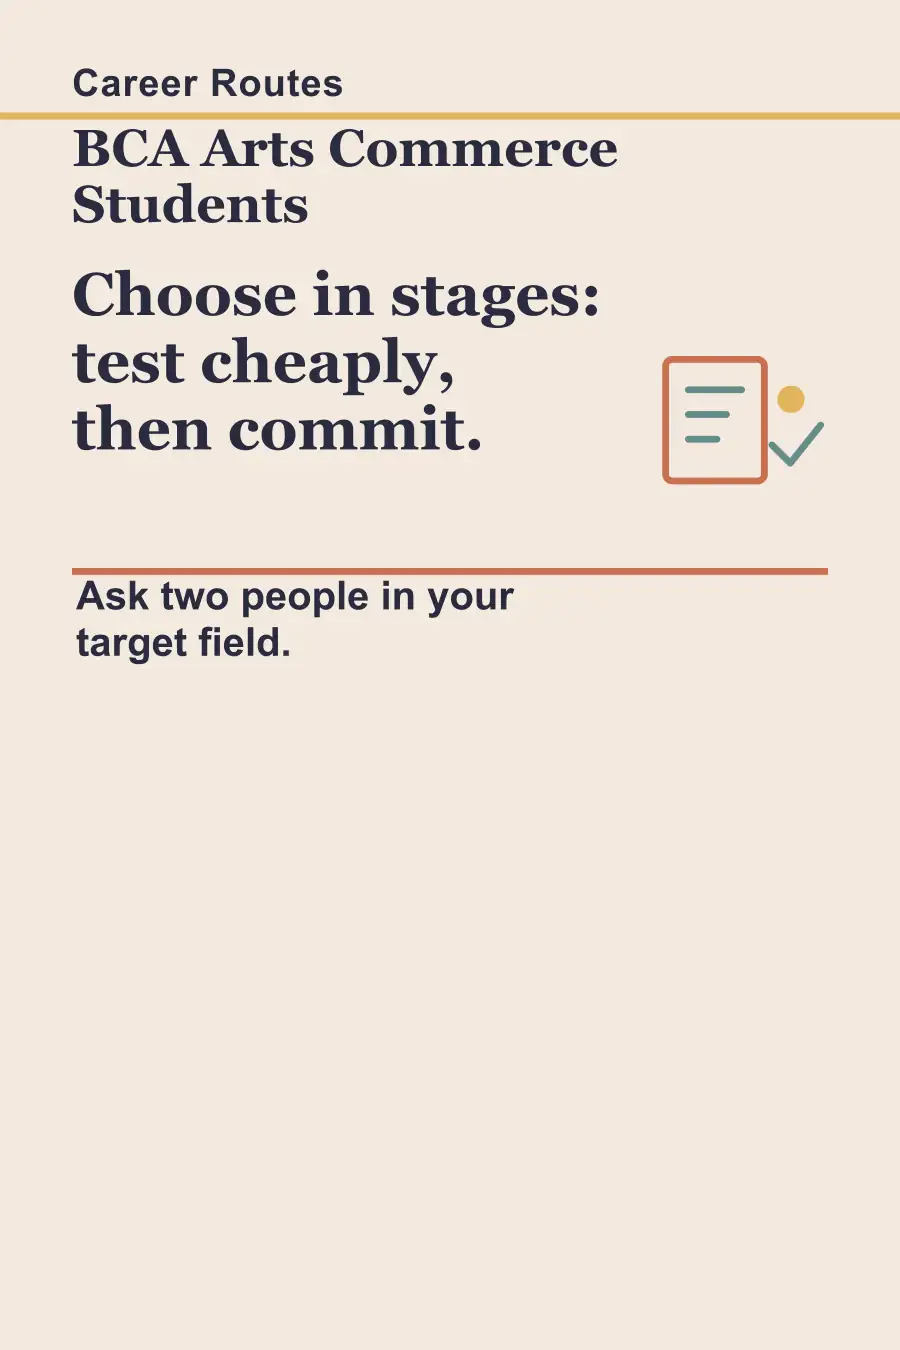 Career Routes
BCA Arts Commerce
Students
Choose in stages:
test cheaply,
then commit.
Ask two people in your
target field.